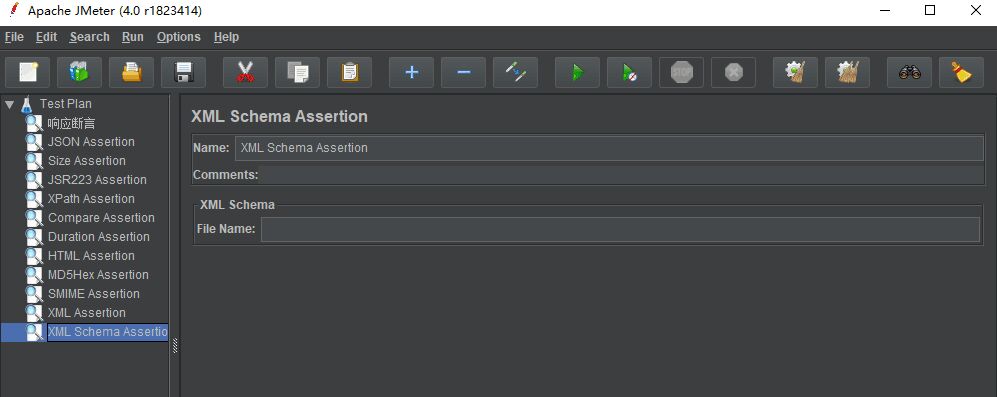 Apache JMeter (4.0 r1823414)
File Edit Search Run Options Help
STOP
Test Plan
响应断言
JSON Assertion
Size Assertion
JSR223 Assertion
XPath Assertion
Compare Assertion
Duration Assertion
HTML Assertion
MD5Hex Assertion
SMIME Assertion
XML Assertion
XML Schema Assertio
XML Schema Assertion
Name: XML Schema Assertion
Comments:
XML Schema
File Name: